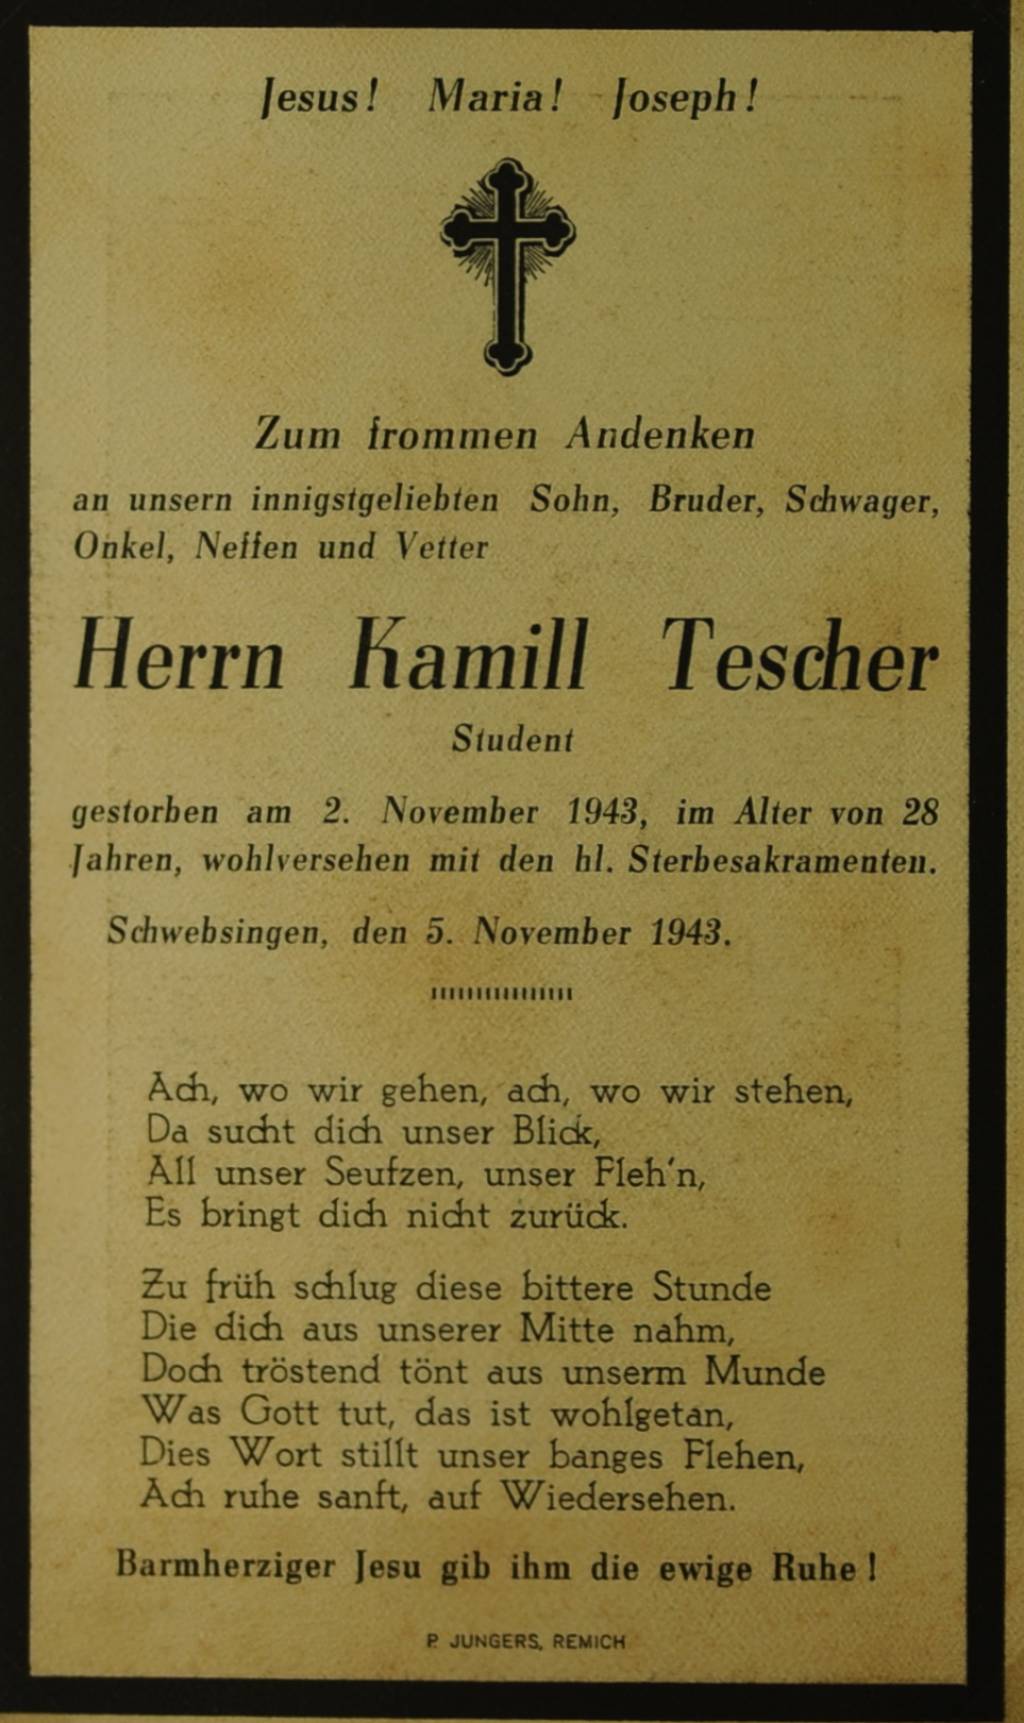 Jesus! Maria! Joseph!
Zum frommen Andenken
an unsern innigstgeliebten Sohn, Bruder, Schwager,
Onkel, Neffen und Vetter
Herrn Kamill Tescher
Student
gestorben am 2. November 1943, im Alter von 28
Jahren, wohlversehen mit den hl. Sterbesakramenten.
Schwebsingen, den 5. November 1943.
Ach, wo wir gehen, ach, wo wir stehen,
Da sucht dich unser Blick,
All unser Seufzen, unser Fleh'n,
Es bringt dich nicht zurück.
Zu früh schlug diese bittere Stunde
Die dich aus unserer Mitte nahm,
Doch tröstend tönt aus unserm Munde
Was Gott tut, das ist wohlgetan,
Dies Wort stillt unser banges Flehen,
Ach ruhe sanft, auf Wiedersehen.
Barmherziger Jesu gib ihm die ewige Ruhe!
P. JUNGERS, REMICH